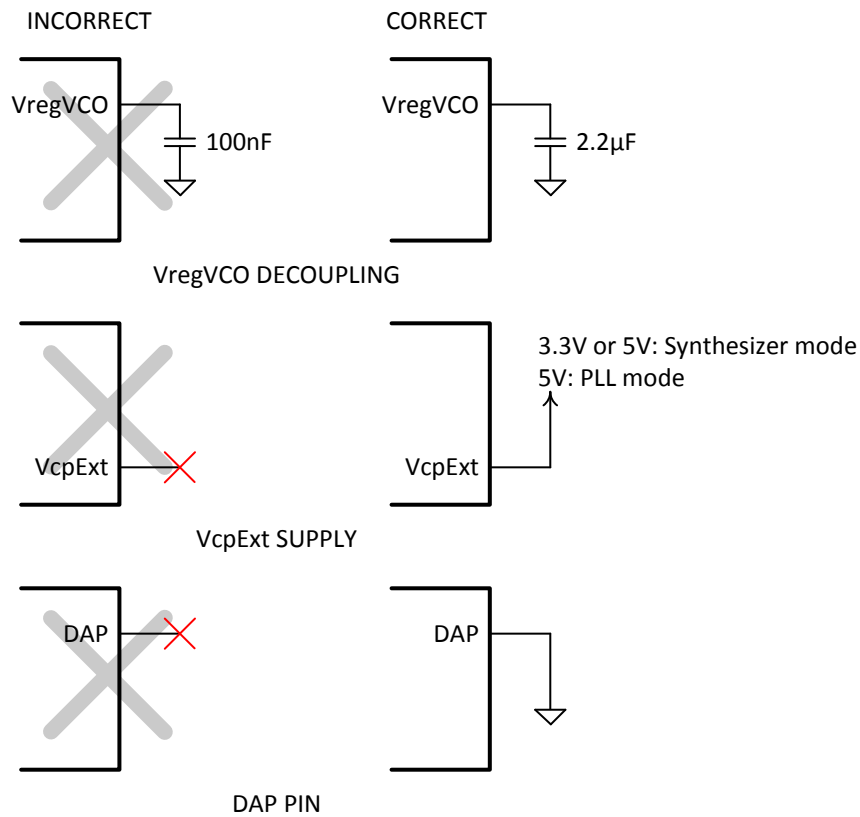 INCORRECT
CORRECT
VregVCO
100nF
VregVCO
2.2µF
VregVCO DECOUPLING
VcpExt
3.3V or 5V: Synthesizer mode
5V: PLL mode
VcpExt
VcpExt SUPPLY
DAP
DAP
DAP PIN